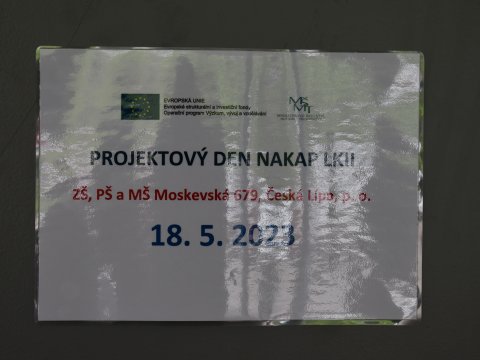 EVROPSKÁ UNIE
Evropské strukturální a investiční fondy
Operační program Výzkum, vývoj a vzdělávání
MŠMT
PROJEKTOVÝ DEN NAKAP LKII
ZŠ, PŠ a MŠ Moskevská 679, Česká Lípa, p. o.
18. 5. 2023